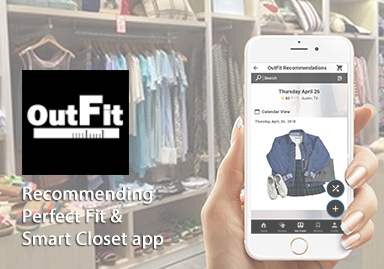 OutFit
Recommending
Perfect Fit &
Smart Closet app
OutFit Recommendations
Search
Thursday April 26
Austin, TX
Calendar View
Thursday April, 26, 2018